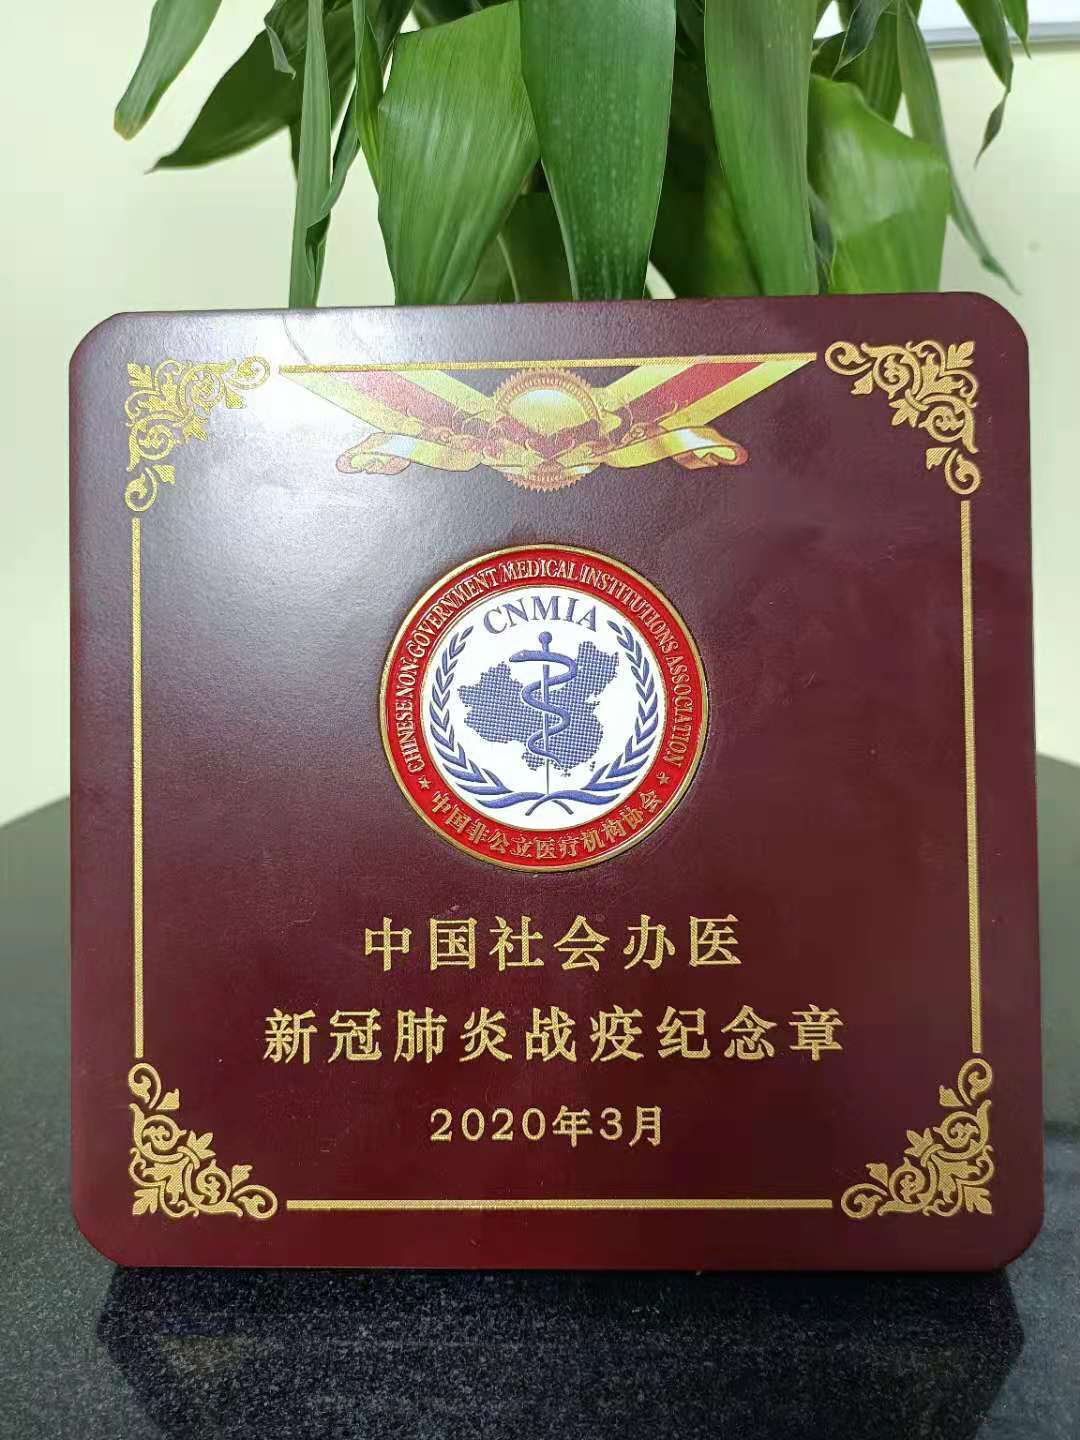 CHINESE NON-GOVERNMENT MEDICAL INSTITUTIONS ASSOCIATION
CNMIA
中国非公立医疗机构协会
中国社会办医
新冠肺炎战疫纪念章
2020年3月